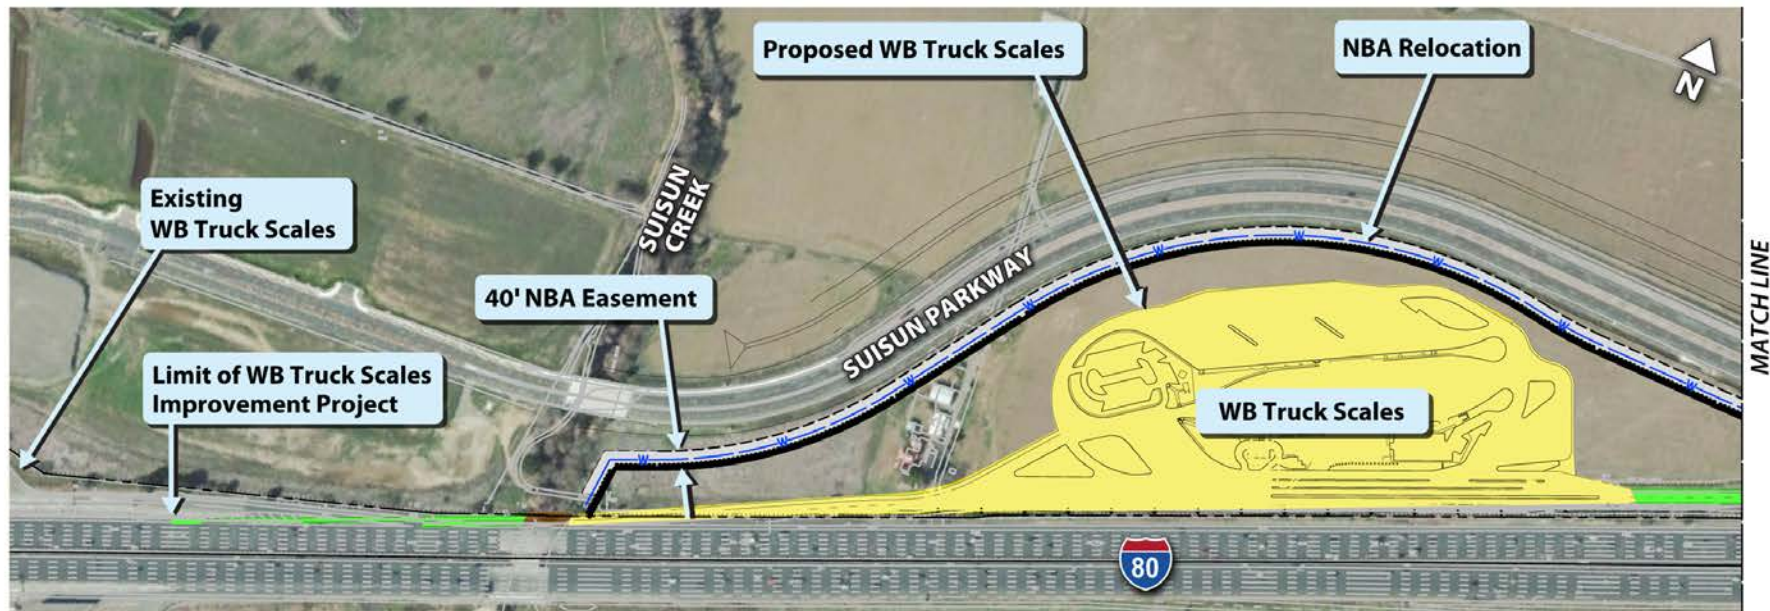 Proposed WB Truck Scales
NBA Relocation
N
Existing
WB Truck Scales
SUISUN
CREEK
40' NBA Easement
SUISUN PARKWAY
MATCH LINE
Limit of WB Truck Scales
Improvement Project
WB Truck Scales
W
W
W
W
W
W
W
W
W
80